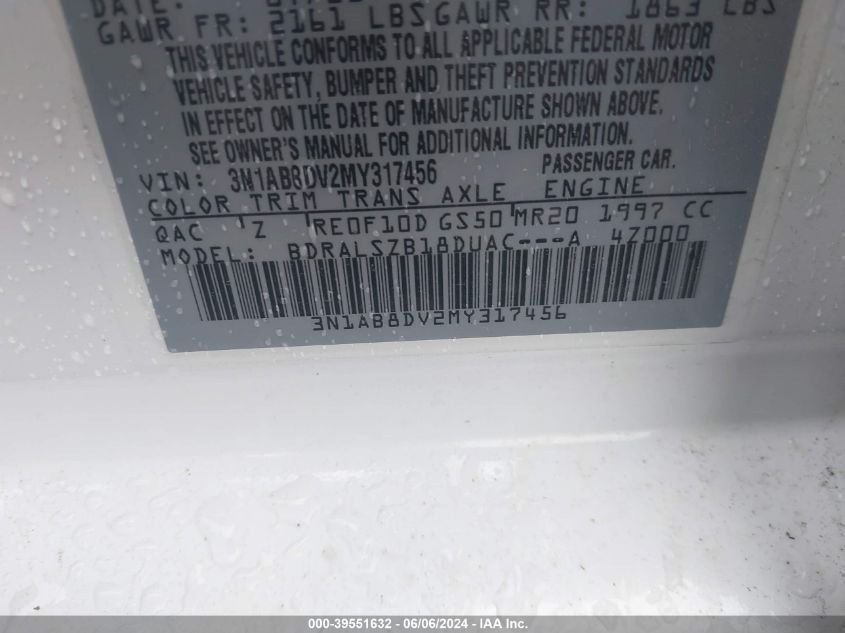 DATE:
GAWR FR: 2161 LBS GAWR RR: 1863 LBS
THIS VEHICLE CONFORMS TO ALL APPLICABLE FEDERAL MOTOR
VEHICLE SAFETY, BUMPER AND THEFT PREVENTION STANDARDS
IN EFFECT ON THE DATE OF MANUFACTURE SHOWN ABOVE.
SEE OWNER'S MANUAL FOR ADDITIONAL INFORMATION.
VIN: 3N1AB8DV2MY317456 PASSENGER CAR.
COLOR TRIM TRANS AXLE ENGINE
QAC 'Z 'RE0F10D GS50'MR20 1997 CC
MODEL: BDRALSZB18DUAC---A 4Z000
3N1AB8DV2MY317456
000-39551632 - 06/06/2024 - IAA Inc.